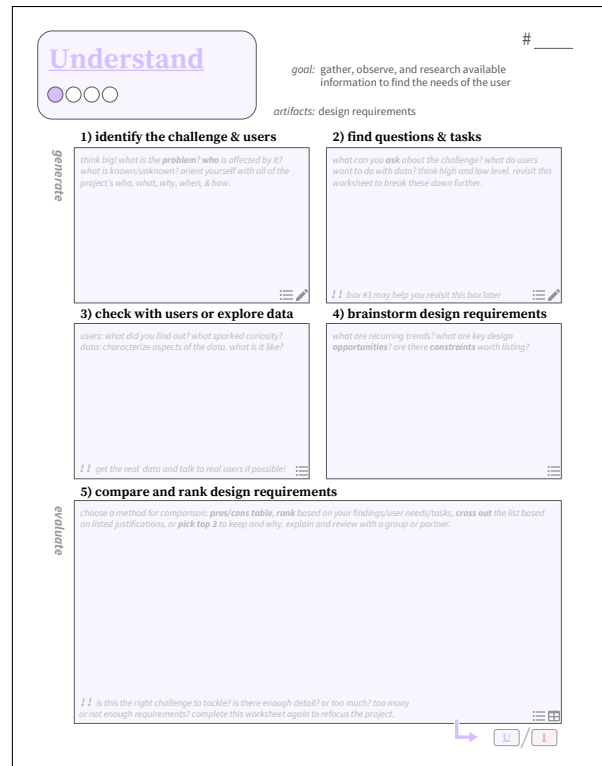 Understand
#
goal: gather, observe, and research available
information to find the needs of the user
artifacts: design requirements
generate
1) identify the challenge & users
think big! what is the problem? who is affected by it?
what is known/unknown? orient yourself with all of the
project's who, what, why, when, & how.
2) find questions & tasks
what can you ask about the challenge? what do users
want to do with data? think high and low level. revisit this
worksheet to break these down further.
!! box #3 may help you revisit this box later
3) check with users or explore data
users: what did you find out? what sparked curiosity?
data: characterize aspects of the data. what is it like?
!! get the real data and talk to real users if possible!
4) brainstorm design requirements
what are recurring trends? what are key design
opportunities? are there constraints worth listing?
evaluate
5) compare and rank design requirements
choose a method for comparison: pros/cons table, rank based on your findings/user needs/tasks, cross out the list based
on listed justifications, or pick top 3 to keep and why. explain and review with a group or partner.
!! is this the right challenge to tackle? is there enough detail? or too much? too many
or not enough requirements? complete this worksheet again to refocus the project.
U / I